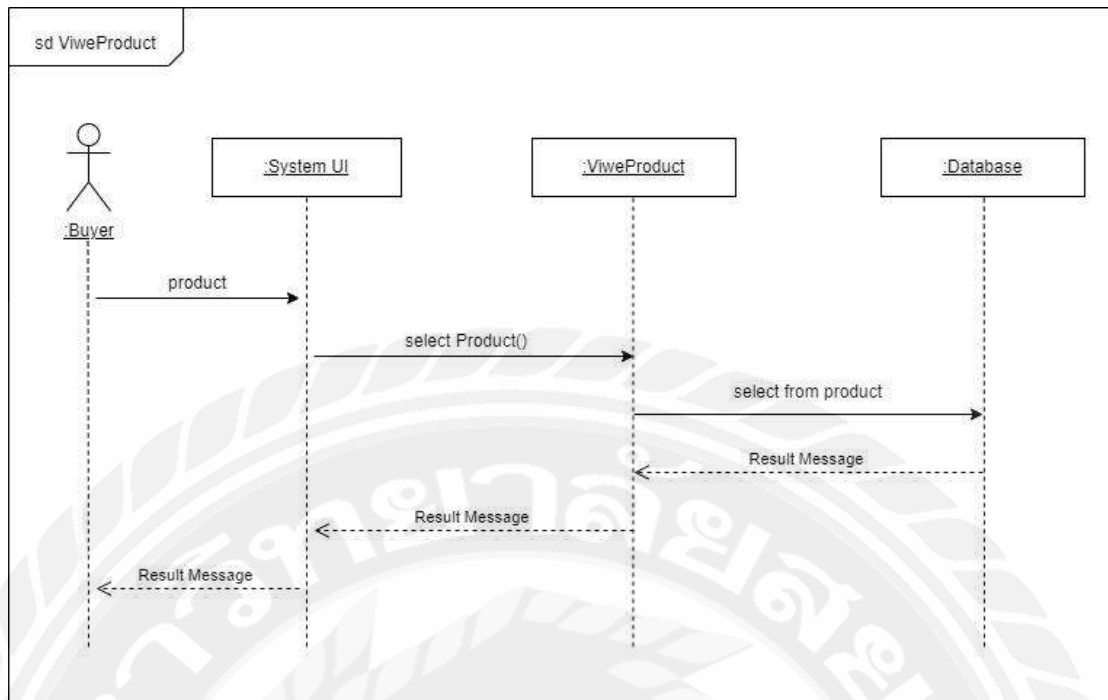 sd ViweProduct
:System UI
:ViweProduct
:Database
:Buyer
product
select Product()
select from product
Result Message
Result Message
Result Message